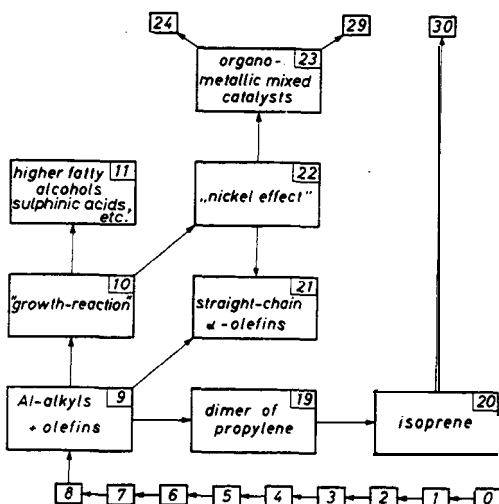 24
29
30
23
organo-
metallic mixed
catalysts
11
higher fatty
alcohols
sulphinic acids,
etc.
22
„nickel effect"
10
"growth-reaction"
21
straight-chain
α-olefins
9
Al-alkyls
+ olefins
19
dimer of
propylene
20
isoprene
8 7 6 5 4 3 2 1 0